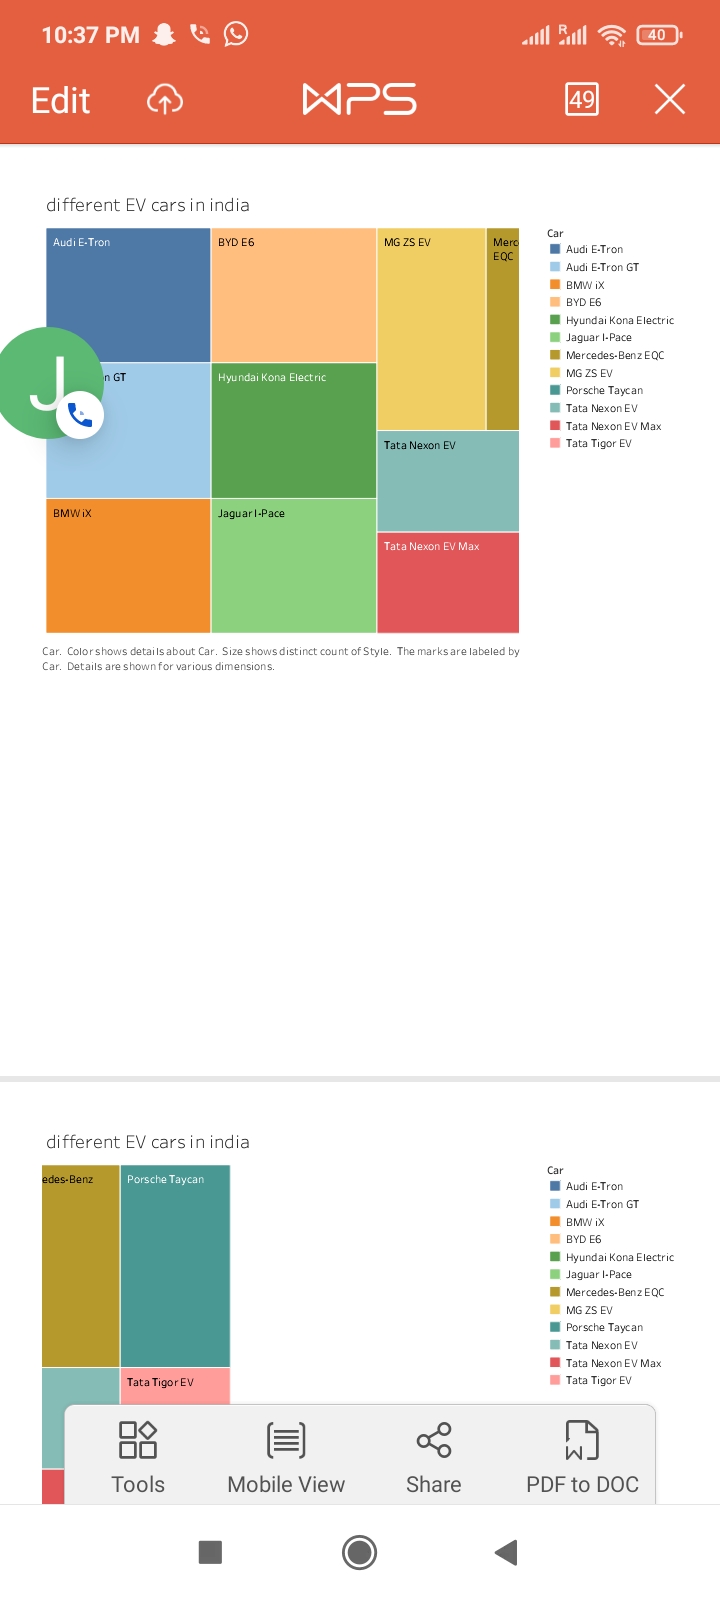 10:37 PM
R
40
Edit
WPS
49
different EV cars in india
Audi E-Tron
BYD E6
MG ZS EV
Merc
EQC
n GT
Hyundai Kona Electric
Tata Nexon EV
BMW iX
Jaguar I-Pace
Tata Nexon EV Max
J
Car
Audi E-Tron
Audi E-Tron GT
BMW iX
BYD E6
Hyundai Kona Electric
Jaguar I-Pace
Mercedes-Benz EQC
MG ZS EV
Porsche Taycan
Tata Nexon EV
Tata Nexon EV Max
Tata Tigor EV
Car. Color shows details about Car. Size shows distinct count of Style. The marks are labeled by
Car. Details are shown for various dimensions.
different EV cars in india
edes-Benz
Porsche Taycan
Tata Tigor EV
Car
Audi E-Tron
Audi E-Tron GT
BMW iX
BYD E6
Hyundai Kona Electric
Jaguar I-Pace
Mercedes-Benz EQC
MG ZS EV
Porsche Taycan
Tata Nexon EV
Tata Nexon EV Max
Tata Tigor EV
Tools
Mobile View
Share
W
PDF to DOC